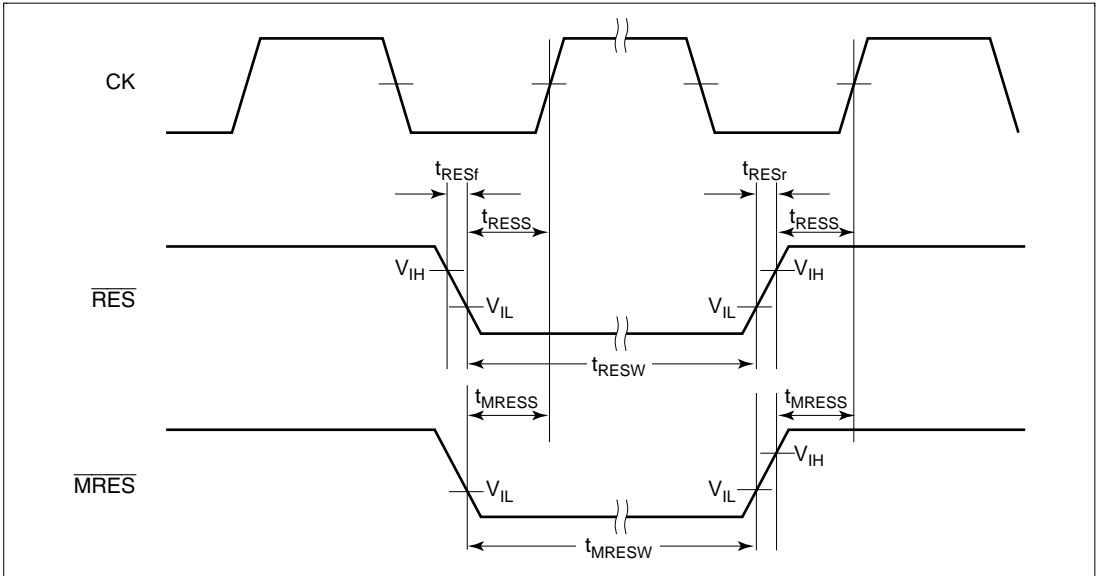 CK
tRESf
tRESr
tRESS
tRESS
VIH
VIH
RES
VIL
VIL
tRESW
tMRESS
tMRESS
VIH
MRES
VIL
VIL
tMRESW